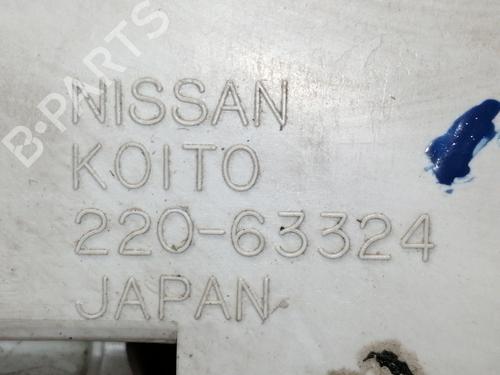 B-PARTS
NISSAN
KOITO
220-63324
JAPAN